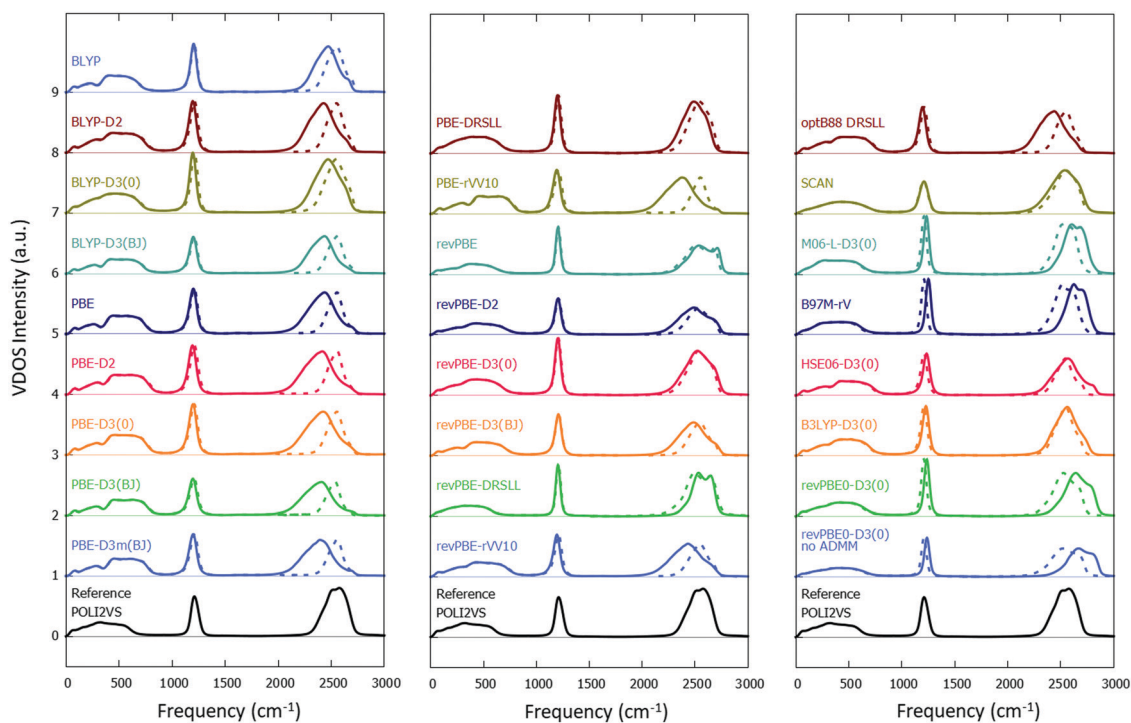 VDOS Intensity (a.u.)
9
8
7
6
5
4
3
2
1
0
BLYP
BLYP-D2
BLYP-D3(0)
BLYP-D3(BJ)
PBE
PBE-D2
PBE-D3(0)
PBE-D3(BJ)
PBE-D3m(BJ)
Reference
POLI2VS
0 500 1000 1500 2000 2500 3000
Frequency (cm-1)
PBE-DRSLL
PBE-rVV10
revPBE
revPBE-D2
revPBE-D3(0)
revPBE-D3(BJ)
revPBE-DRSLL
revPBE-rVV10
Reference
POLI2VS
0 500 1000 1500 2000 2500 3000
Frequency (cm-1)
optB88 DRSLL
SCAN
M06-L-D3(0)
B97M-rV
HSE06-D3(0)
B3LYP-D3(0)
revPBE0-D3(0)
revPBE0-D3(0)
no ADMM
Reference
POLI2VS
0 500 1000 1500 2000 2500 3000
Frequency (cm-1)